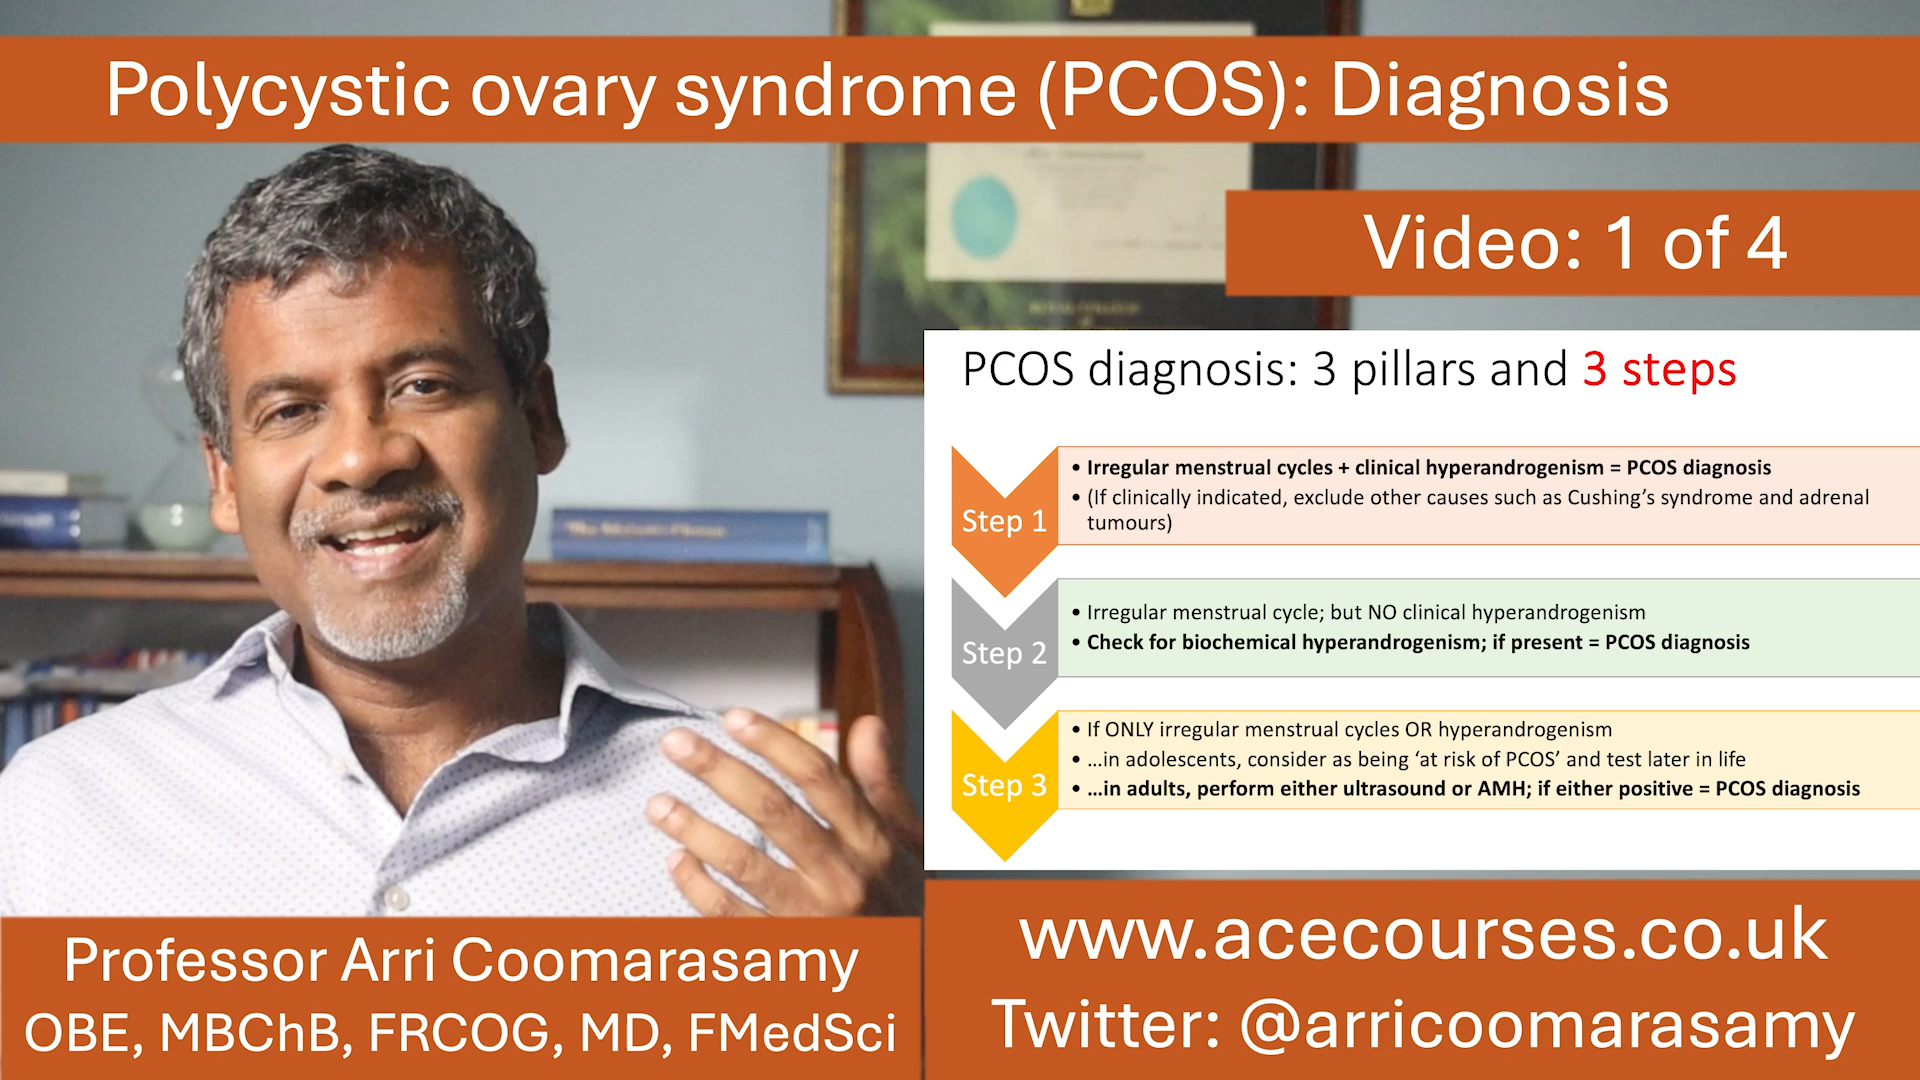 Polycystic ovary syndrome (PCOS): Diagnosis
Video: 1 of 4
PCOS diagnosis: 3 pillars and 3 steps
Step 1
• Irregular menstrual cycles + clinical hyperandrogenism = PCOS diagnosis
• (If clinically indicated, exclude other causes such as Cushing’s syndrome and adrenal
tumours)
Step 2
• Irregular menstrual cycle; but NO clinical hyperandrogenism
• Check for biochemical hyperandrogenism; if present = PCOS diagnosis
Step 3
• If ONLY irregular menstrual cycles OR hyperandrogenism
• ...in adolescents, consider as being ‘at risk of PCOS’ and test later in life
• ...in adults, perform either ultrasound or AMH; if either positive = PCOS diagnosis
Professor Arri Coomarasamy
OBE, MBChB, FRCOG, MD, FMedSci
www.acecourses.co.uk
Twitter: @arricoomarasamy